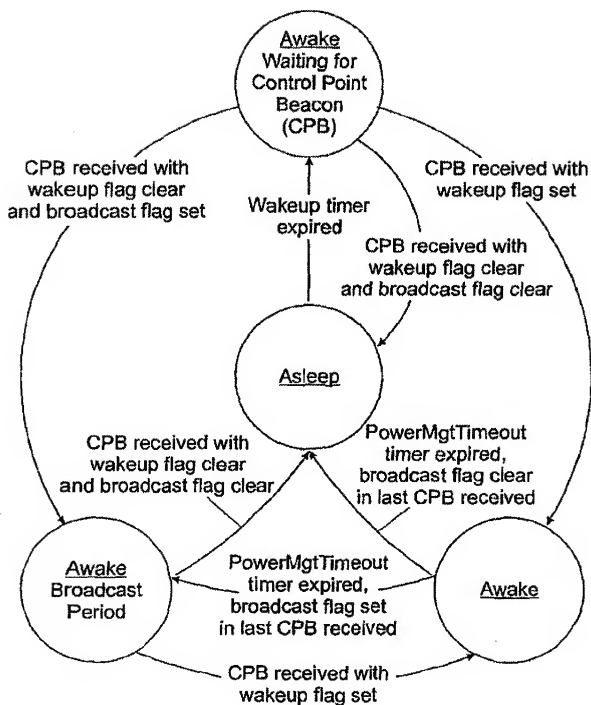 Awake
Waiting for
Control Point
Beacon
(CPB)
CPB received with
wakeup flag clear
and broadcast flag set
CPB received with
wakeup flag set
Wakeup timer
expired
CPB received with
wakeup flag clear
and broadcast flag clear
Asleep
CPB received with
wakeup flag clear
and broadcast flag clear
PowerMgtTimeout
timer expired,
broadcast flag clear
in last CPB received
Awake
Broadcast
Period
PowerMgtTimeout
timer expired,
broadcast flag set
in last CPB received
Awake
CPB received with
wakeup flag set